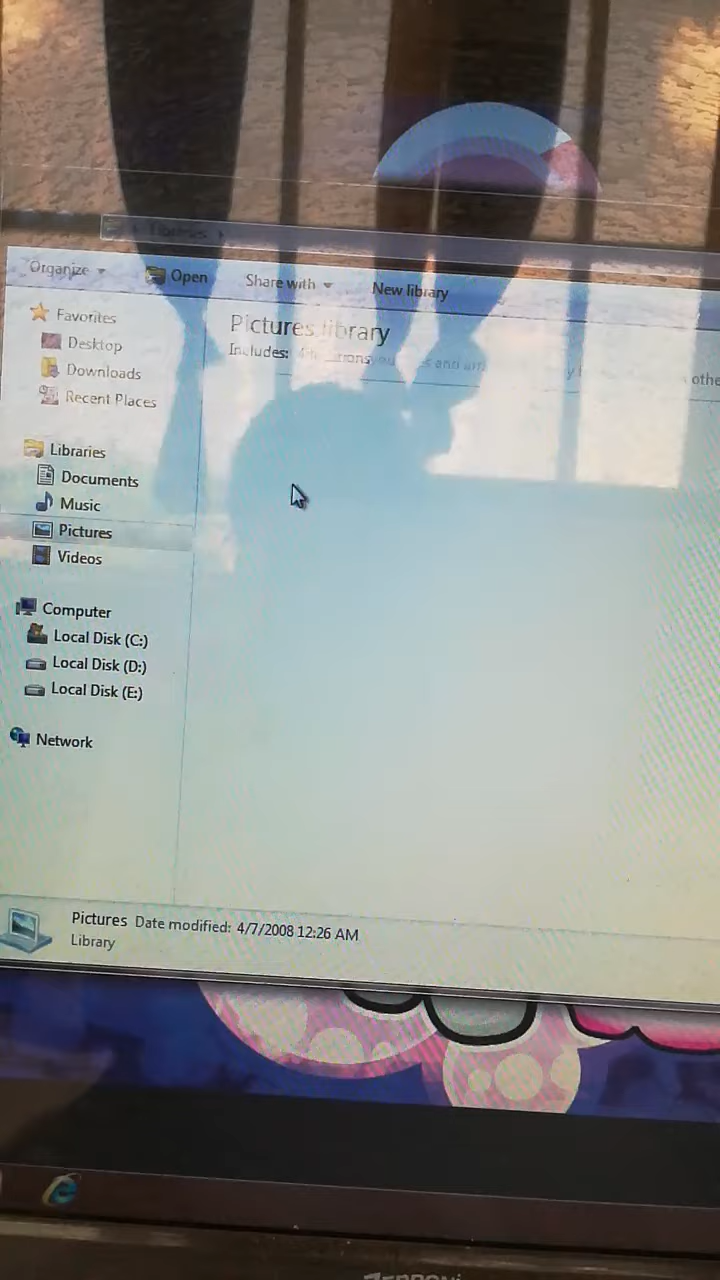 Libraries
Organize Open Share with New library
Favorites
Desktop
Downloads
Recent Places
Libraries
Documents
Music
Pictures
Videos
Computer
Local Disk (C:)
Local Disk (D:)
Local Disk (E:)
Network
Pictures library
Includes:
Pictures Date modified: 4/7/2008 12:26 AM
Library